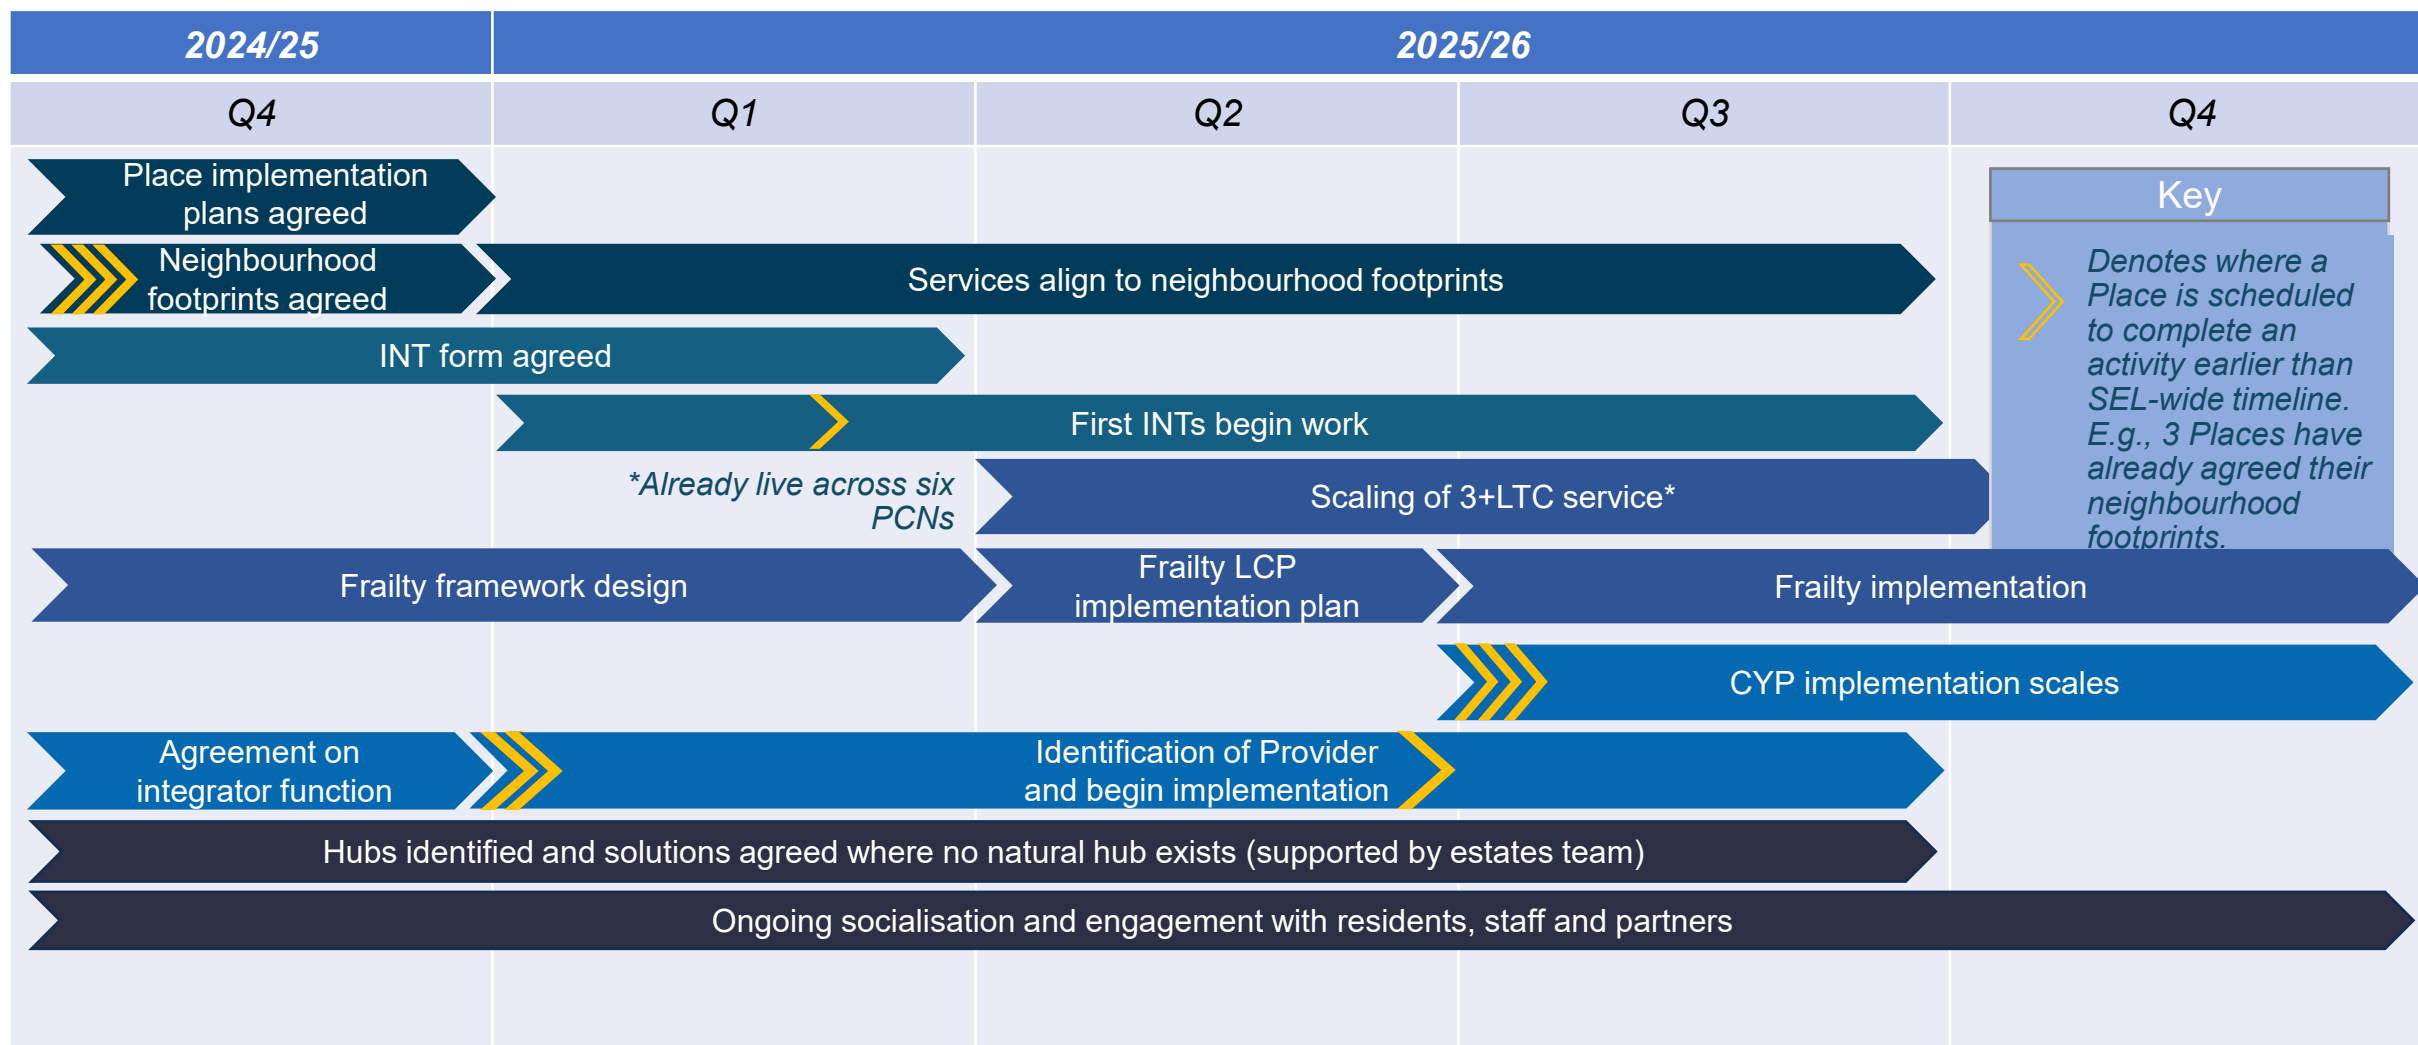 2024/25
2025/26
Q4
Q1
Q2
Q3
Q4
Place implementation
plans agreed
Neighbourhood
footprints agreed
Services align to neighbourhood footprints
INT form agreed
First INTs begin work
*Already live across six
PCNs
Scaling of 3+LTC service*
Key
Denotes where a
Place is scheduled
to complete an
activity earlier than
SEL-wide timeline.
E.g., 3 Places have
already agreed their
neighbourhood
footprints.
Frailty framework design
Frailty LCP
implementation plan
Frailty implementation
CYP implementation scales
Agreement on
integrator function
Identification of Provider
and begin implementation
Hubs identified and solutions agreed where no natural hub exists (supported by estates team)
Ongoing socialisation and engagement with residents, staff and partners